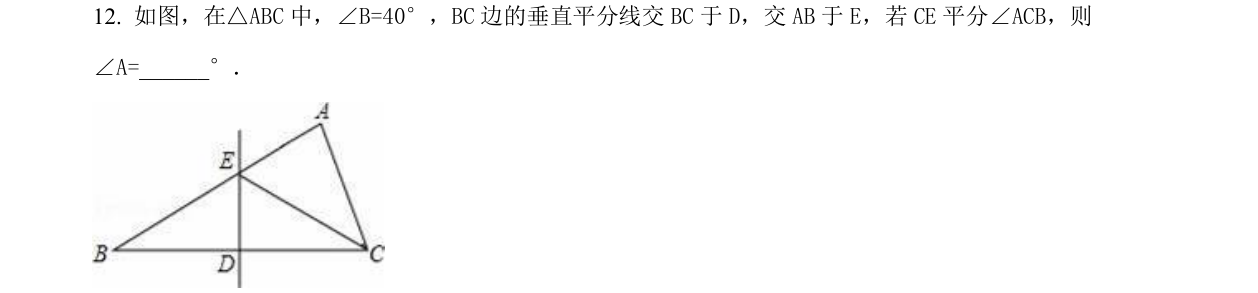 12. 如图，在△ABC 中，∠B=40°，BC 边的垂直平分线交 BC 于 D，交 AB 于 E，若 CE 平分∠ACB，则
∠A=______°．
A
E
B
D
C